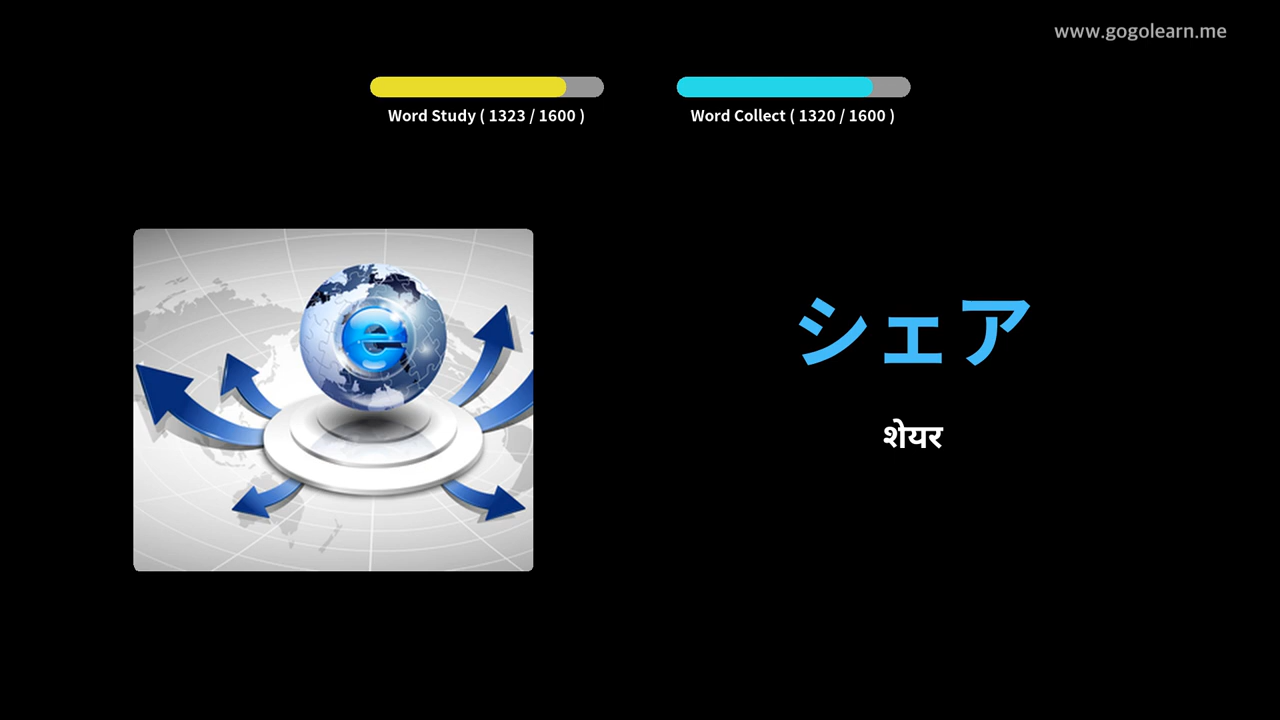 www.gogolearn.me
Word Study ( 1323 / 1600 )
Word Collect ( 1320 / 1600 )
e
シェア
शेयर